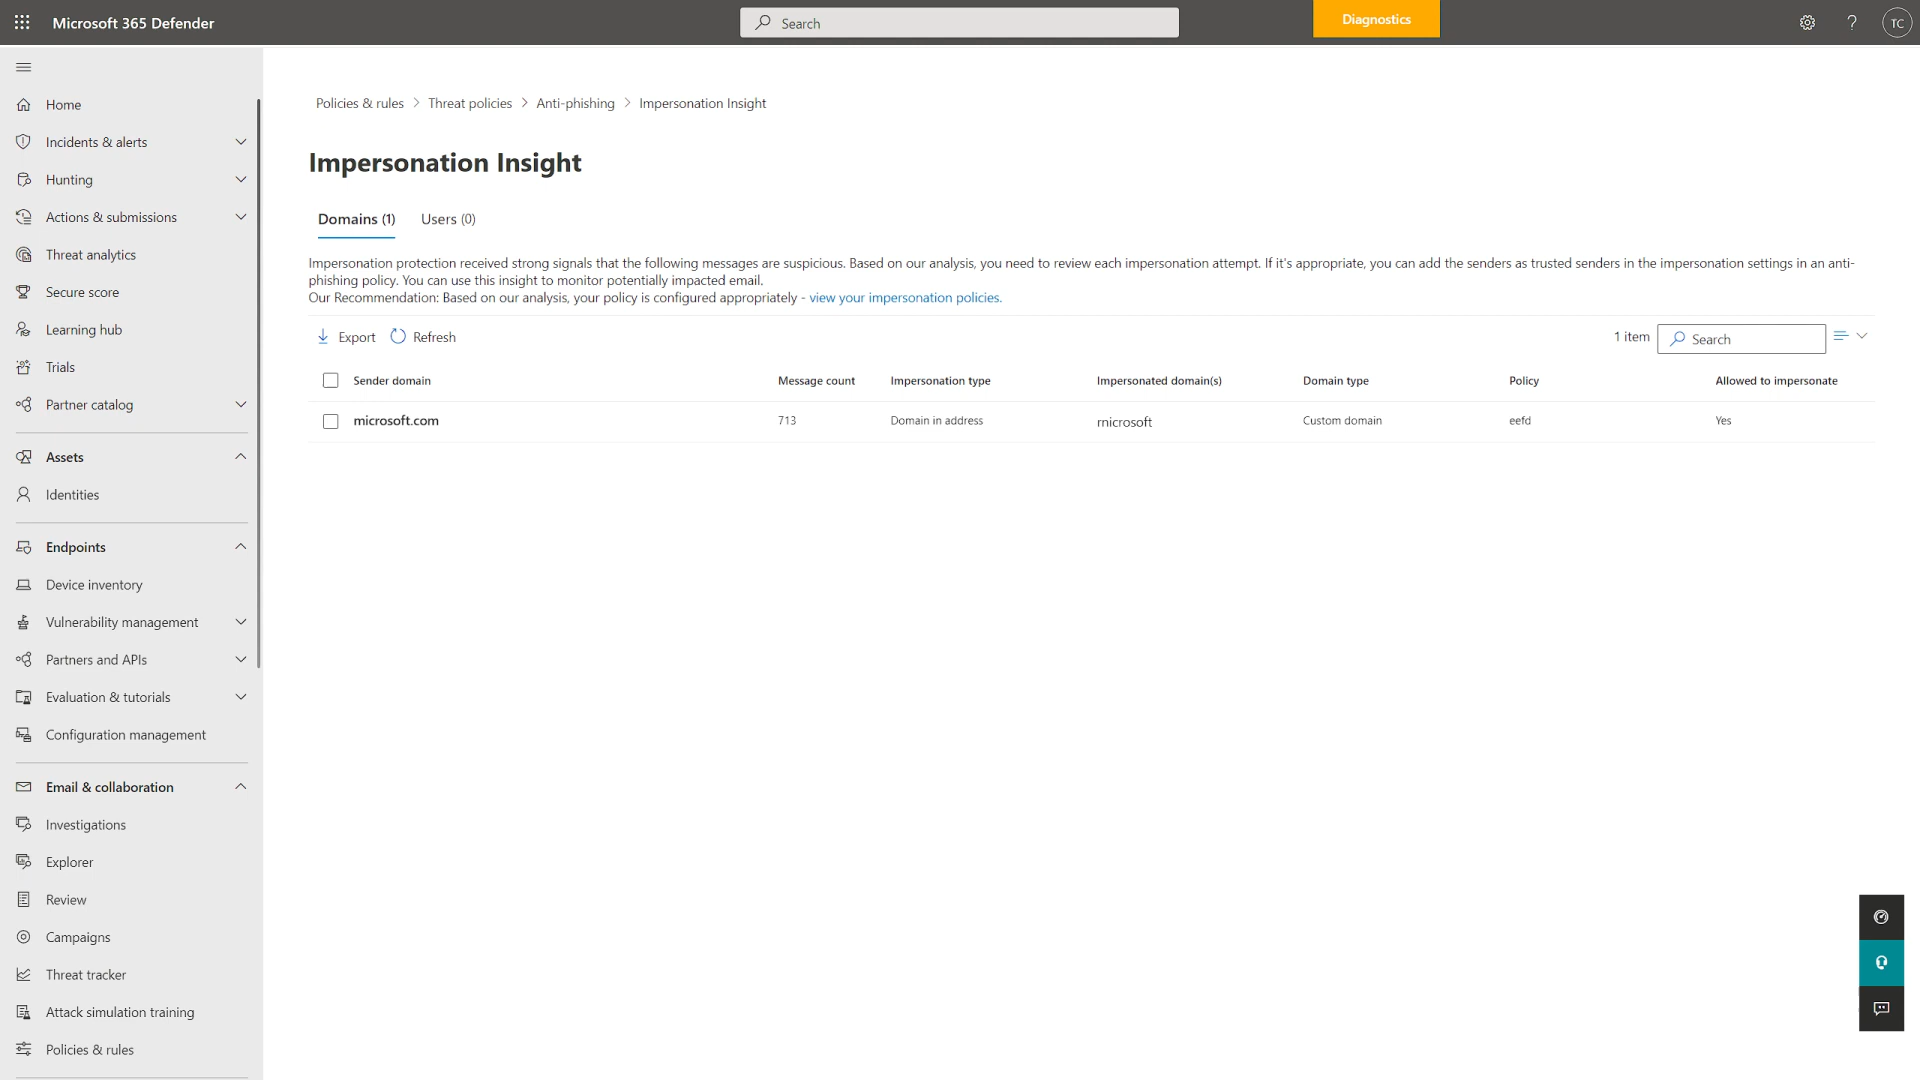 Microsoft 365 Defender
Search
Diagnostics
TC
Home
Incidents & alerts
Hunting
Actions & submissions
Threat analytics
Secure score
Learning hub
Trials
Partner catalog
Assets
Identities
Endpoints
Device inventory
Vulnerability management
Partners and APIs
Evaluation & tutorials
Configuration management
Email & collaboration
Investigations
Explorer
Review
Campaigns
Threat tracker
Attack simulation training
Policies & rules
Policies & rules > Threat policies > Anti-phishing > Impersonation Insight
Impersonation Insight
Domains (1) Users (0)
Impersonation protection received strong signals that the following messages are suspicious. Based on our analysis, you need to review each impersonation attempt. If it's appropriate, you can add the senders as trusted senders in the impersonation settings in an anti-
phishing policy. You can use this insight to monitor potentially impacted email.
Our Recommendation: Based on our analysis, your policy is configured appropriately - view your impersonation policies.
Export Refresh 1 item Search
Sender domain Message count Impersonation type Impersonated domain(s) Domain type Policy Allowed to impersonate
microsoft.com 713 Domain in address rnicrosoft Custom domain eefd Yes